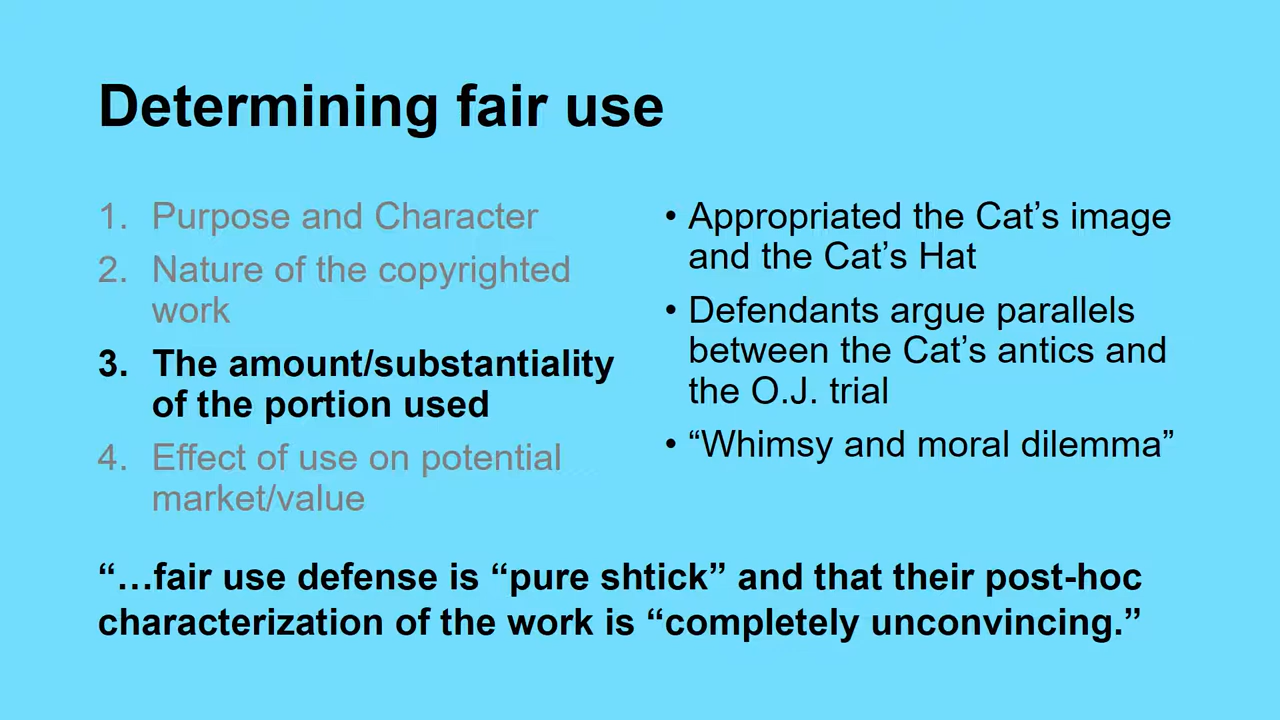 Determining fair use
1. Purpose and Character
2. Nature of the copyrighted
work
3. The amount/substantiality
of the portion used
4. Effect of use on potential
market/value
• Appropriated the Cat’s image
and the Cat’s Hat
• Defendants argue parallels
between the Cat’s antics and
the O.J. trial
• “Whimsy and moral dilemma”
“…fair use defense is “pure shtick” and that their post-hoc
characterization of the work is “completely unconvincing.”